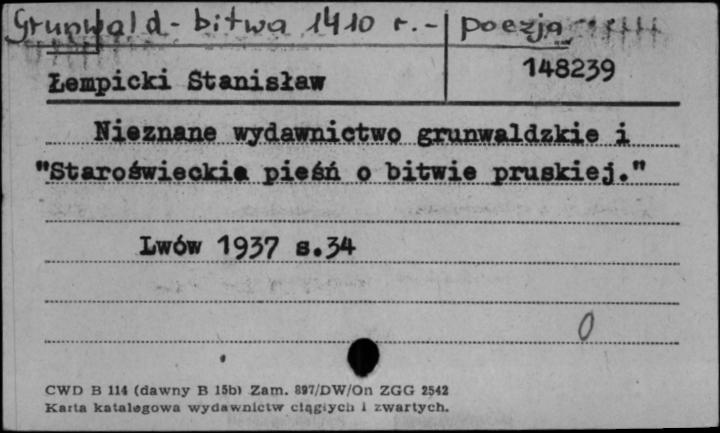 Grunwald - bitwa 1410 r. - poezja
148239
Łempicki Stanisław
Nieznane wydawnictwo grunwaldzkie i
"Staroświeckie pieśń o bitwie pruskiej."
Lwów 1937 s.34
0
CWD B 114 (dawny B 15b) Zam. 897/DW/On ZGG 2542
Karta katalogowa wydawnictw ciągłych i zwartych.